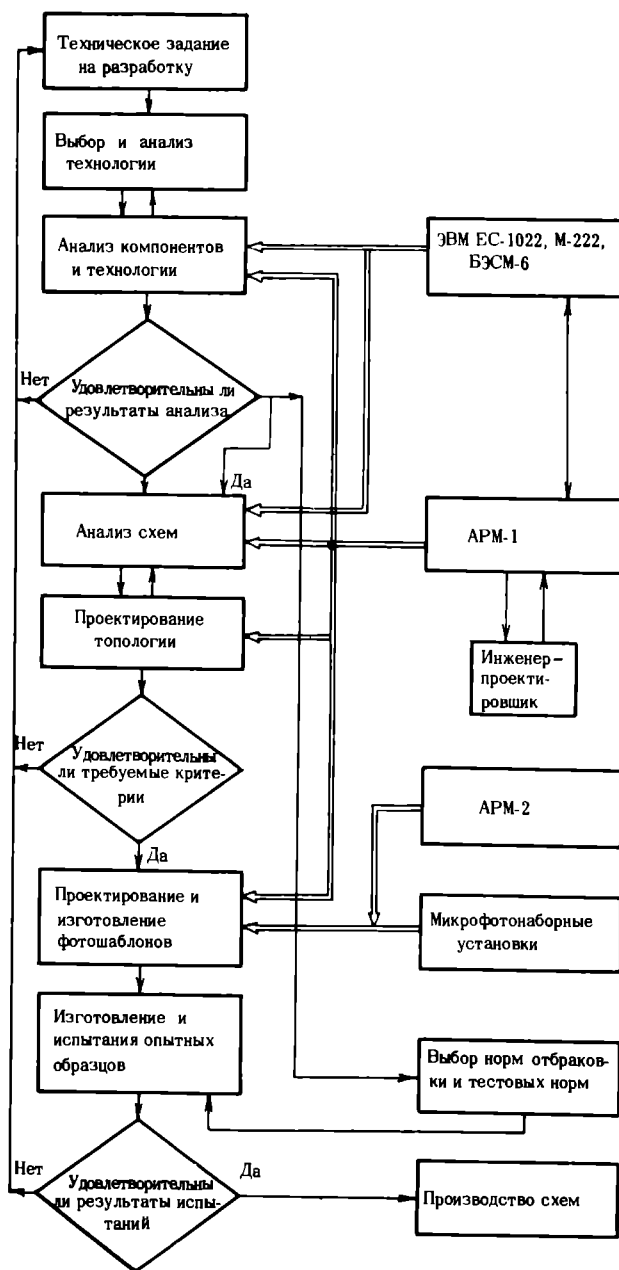 Техническое задание
на разработку
Выбор и анализ
технологии
Анализ компонентов
и технологии
ЭВМ ЕС-1022, М-222,
БЭСМ-6
Нет
Удовлетворительны ли
результаты анализа
Да
Анализ схем
АРМ-1
Проектирование
топологии
Инженер-
проекти-
ровшик
Нет
Удовлетворительны
ли требуемые крите-
рии
Да
АРМ-2
Проектирование и
изготовление
фотошаблонов
Микрофотонаборные
установки
Изготовление и
испытания опытных
образцов
Выбор норм отбраков-
ки и тестовых норм
Нет
Удовлетворительны
ли результаты испы-
таний
Да
Производство схем